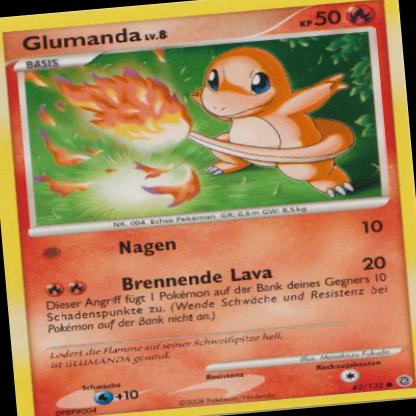 Glumanda LV.8
KP 50
BASIS
NR. 004 Echse Pokémon GR: 0,6 m GW: 8,5 kg
Nagen 10
Brennende Lava 20
Dieser Angriff fügt 1 Pokémon auf der Bank deines Gegners 10
Schadenspunkte zu. (Wende Schwäche und Resistenz bei
Pokémon auf der Bank nicht an.)
Lodert die Flamme auf seiner Schweifspitze hell,
ist GLUMANDA gesund.
Illus. Masakazu Fukuda
Schwäche
+10
Resistenz
Rückzugskosten
82/132
©2008 Pokémon/Nintendo